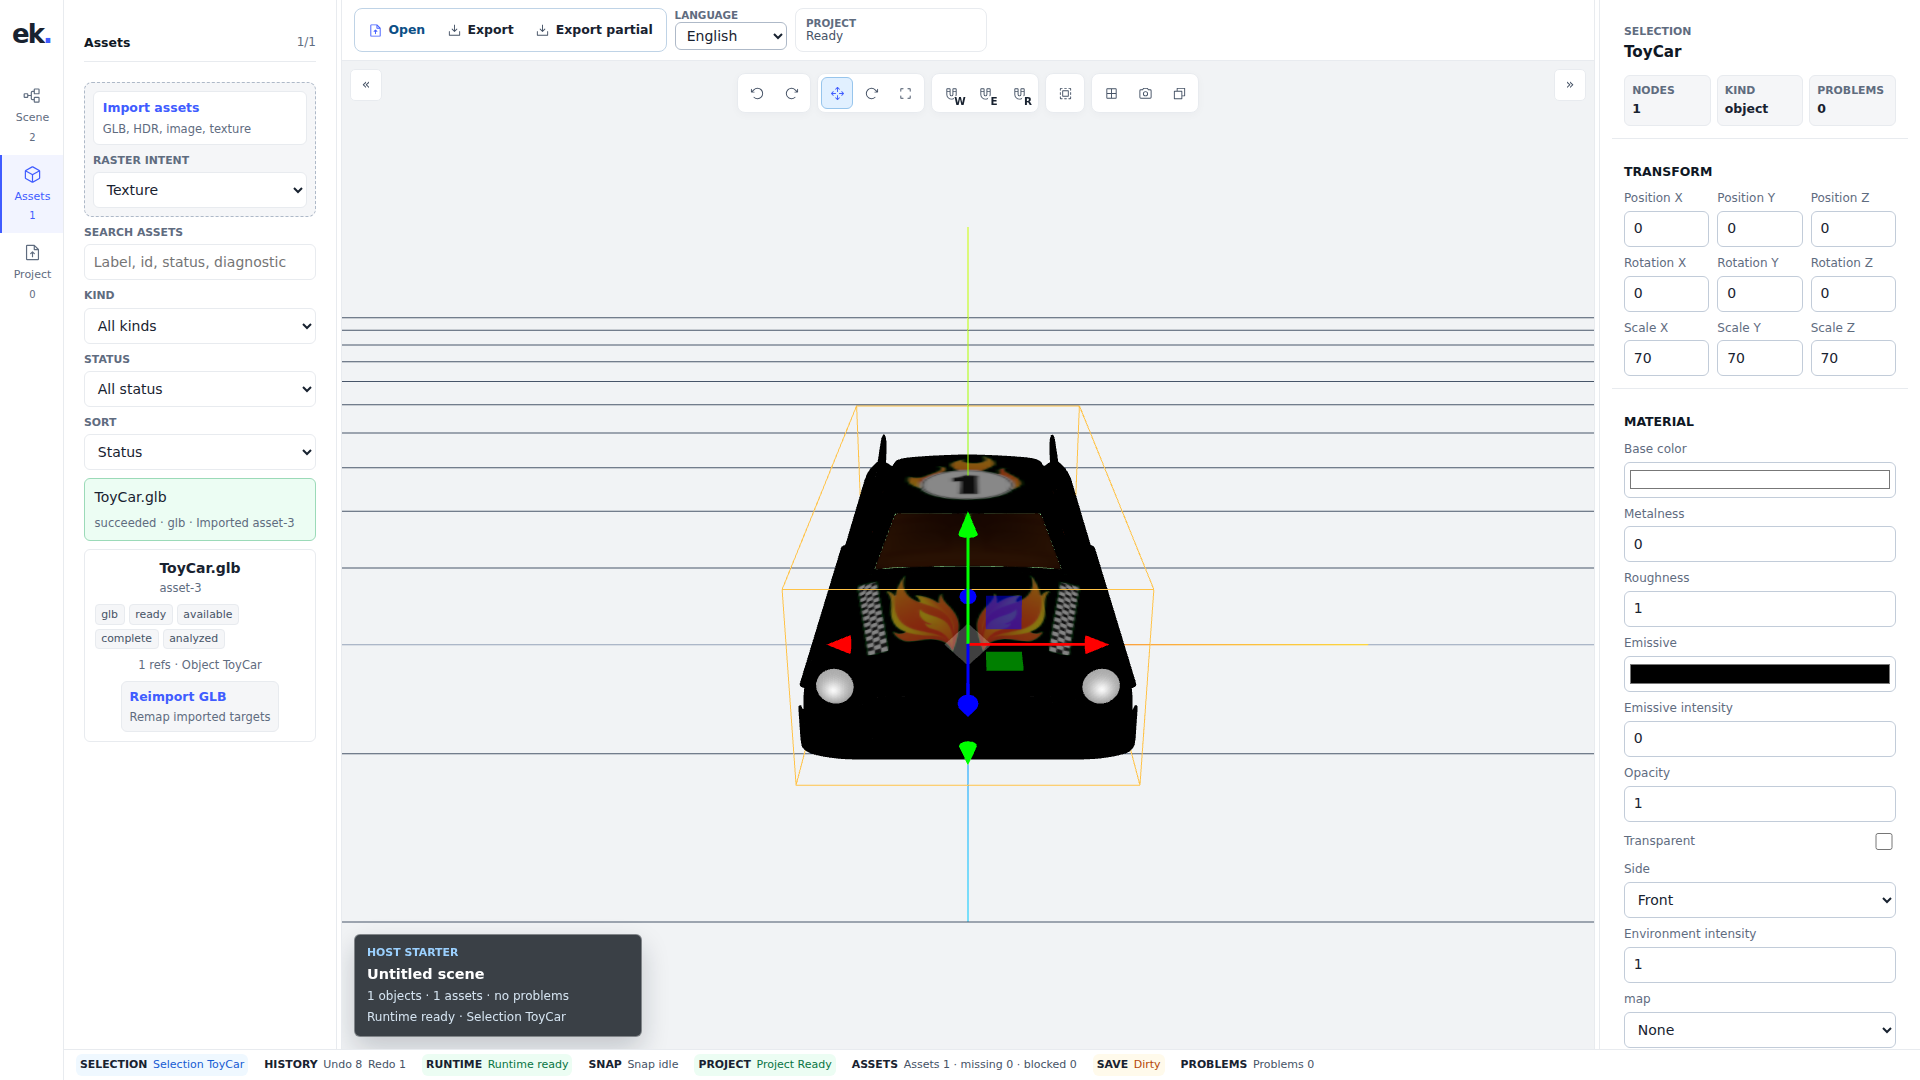 ek.
Scene
2
Assets
1
Project
0
Assets 1/1
Import assets
GLB, HDR, image, texture
RASTER INTENT
Texture
SEARCH ASSETS
Label, id, status, diagnostic
KIND
All kinds
STATUS
All status
SORT
Status
ToyCar.glb
succeeded · glb · Imported asset-3
ToyCar.glb
asset-3
glb ready available
complete analyzed
1 refs · Object ToyCar
Reimport GLB
Remap imported targets
Open Export Export partial
LANGUAGE
English
PROJECT
Ready
«
W E R
»
1
HOST STARTER
Untitled scene
1 objects · 1 assets · no problems
Runtime ready · Selection ToyCar
SELECTION
ToyCar
NODES
1
KIND
object
PROBLEMS
0
TRANSFORM
Position X Position Y Position Z
0 0 0
Rotation X Rotation Y Rotation Z
0 0 0
Scale X Scale Y Scale Z
70 70 70
MATERIAL
Base color
Metalness
0
Roughness
1
Emissive
Emissive intensity
0
Opacity
1
Transparent
Side
Front
Environment intensity
1
map
None
SELECTION Selection ToyCar HISTORY Undo 8 Redo 1 RUNTIME Runtime ready SNAP Snap idle PROJECT Project Ready ASSETS Assets 1 · missing 0 · blocked 0 SAVE Dirty PROBLEMS Problems 0